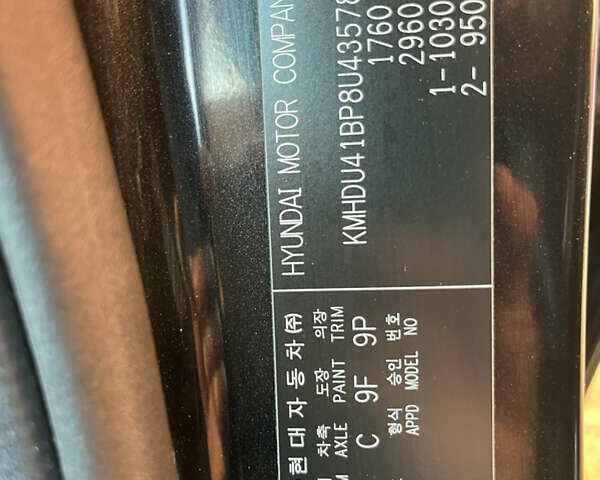 현대자동차(주) HYUNDAI MOTOR COMPAN
KMHDU41BP8U43578
1760
2960
1-1030
2- 950
차축 도장 의장
AXLE PAINT TRIM
C 9F 9P
형식 승인 번호
APPD MODEL NO